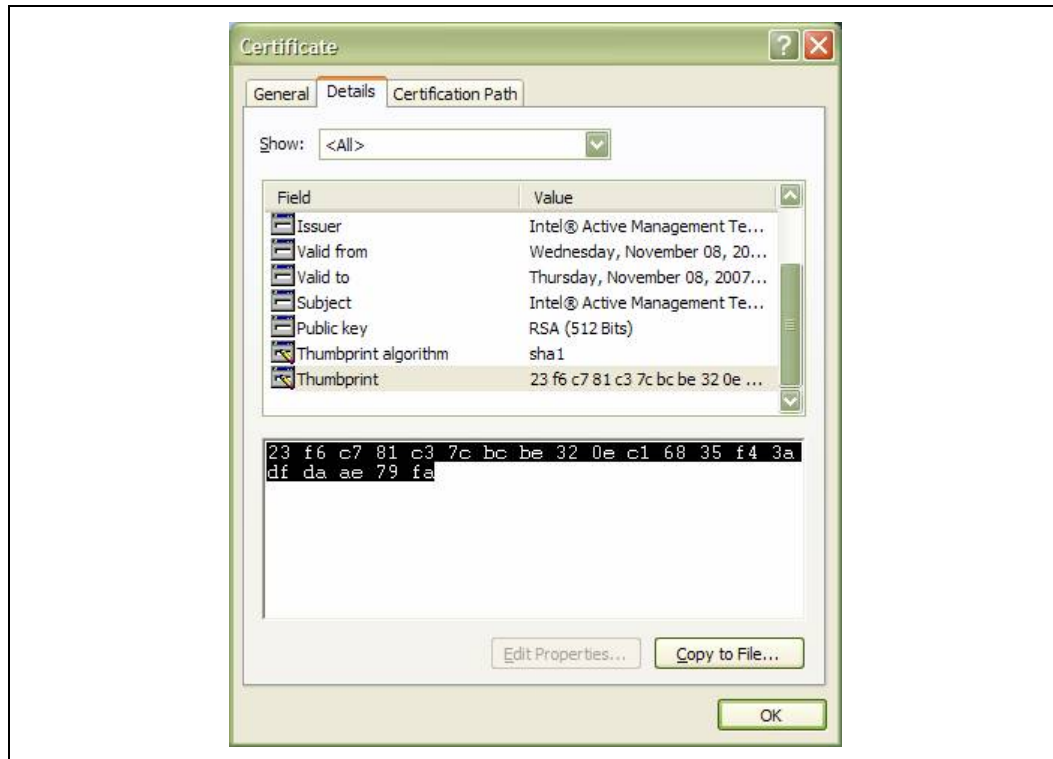 Certificate
General Details Certification Path
Show: <All>
Field Value
Issuer Intel® Active Management Te...
Valid from Wednesday, November 08, 20...
Valid to Thursday, November 08, 2007...
Subject Intel® Active Management Te...
Public key RSA (512 Bits)
Thumbprint algorithm sha1
Thumbprint 23 f6 c7 81 c3 7c bc be 32 0e ...
23 f6 c7 81 c3 7c bc be 32 0e c1 68 35 f4 3a
df da ae 79 fa
Edit Properties... Copy to File...
OK